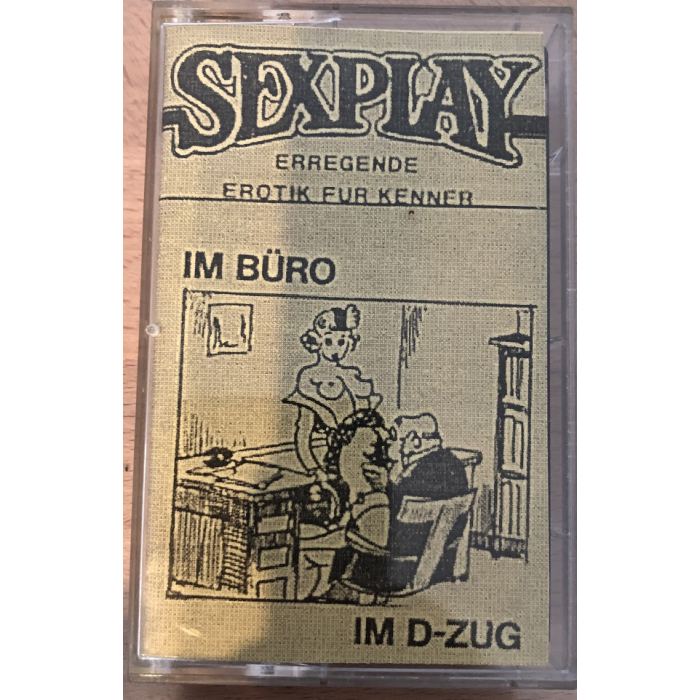 SEXPLAY
ERREGENDE
EROTIK FUR KENNER
IM BÜRO
IM D-ZUG